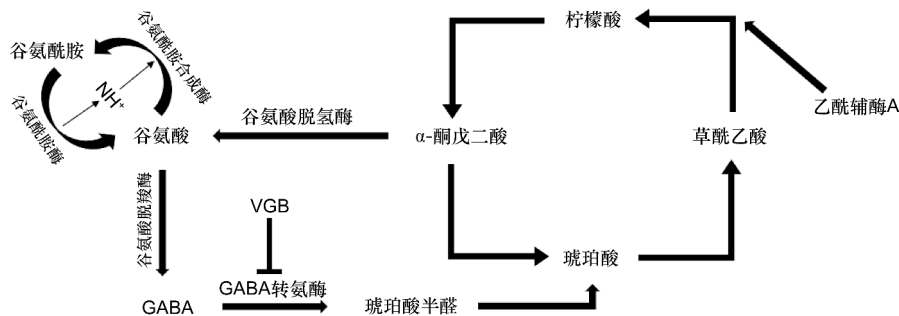 柠檬酸
谷氨酰胺
谷氨酰胺合成酶
NH⁺
谷氨酰胺酶
谷氨酸
谷氨酸脱氢酶
α-酮戊二酸
草酰乙酸
乙酰辅酶A
谷氨酸脱羧酶
VGB
琥珀酸
GABA
GABA转氨酶
琥珀酸半醛